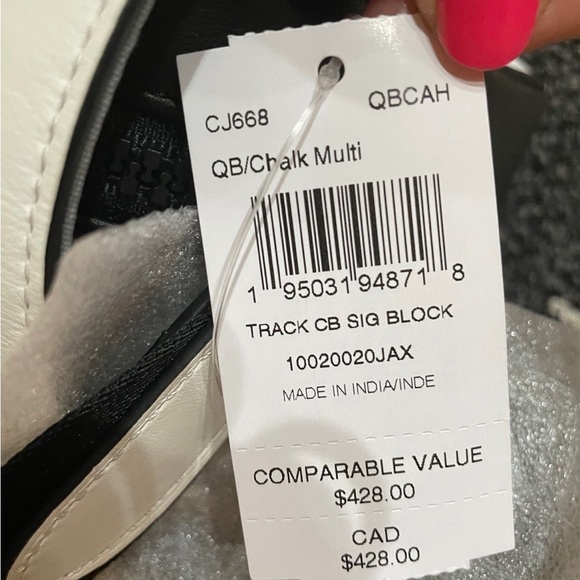 CJ668 QBCAH
QB/Chalk Multi
1 95031 94871 8
TRACK CB SIG BLOCK
10020020JAX
MADE IN INDIA/INDE
COMPARABLE VALUE
$428.00
CAD
$428.00